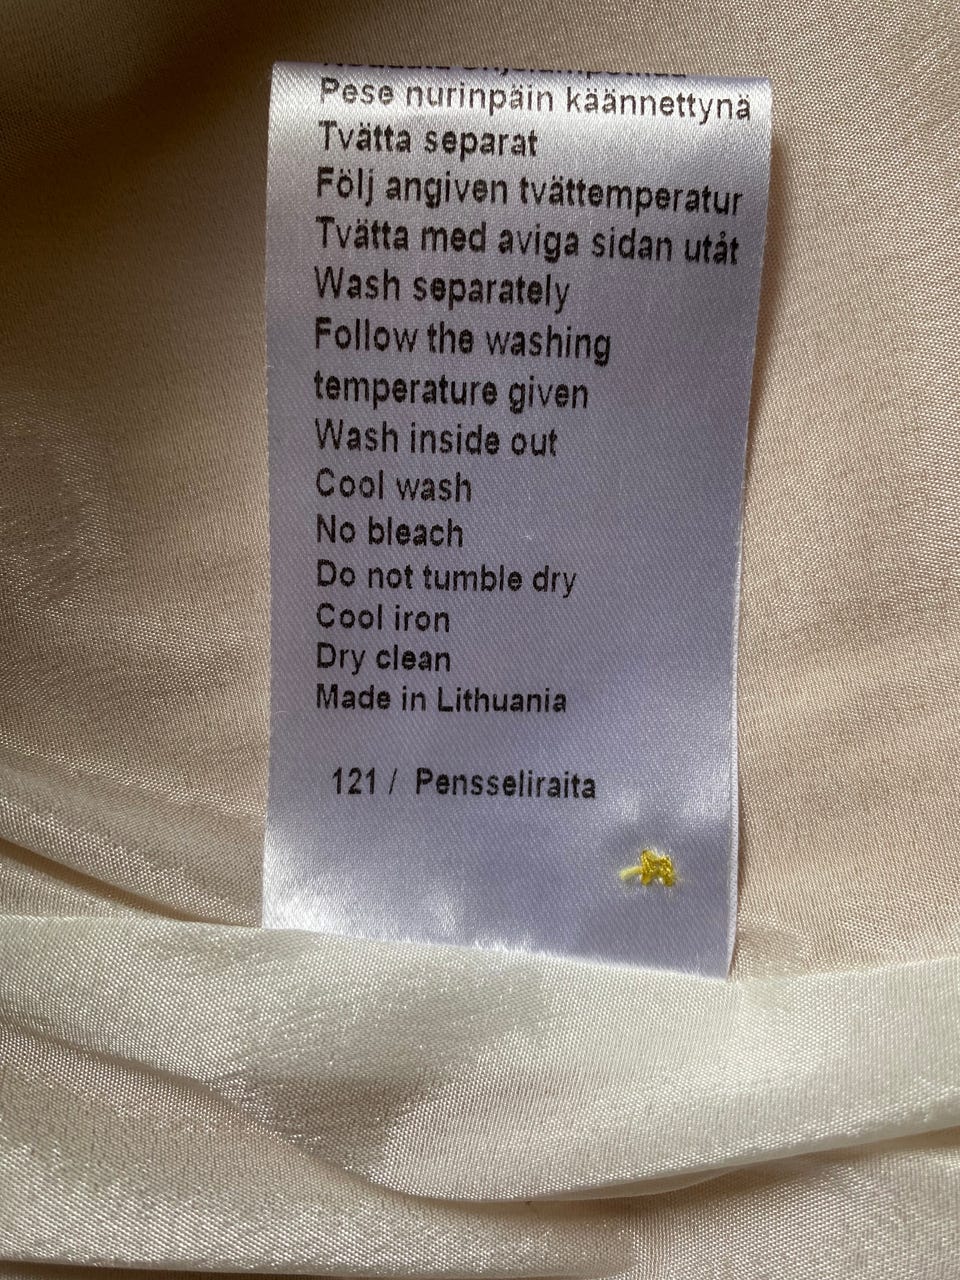 Pese nurinpäin käännettynä
Tvätta separat
Följ angiven tvättemperatur
Tvätta med aviga sidan utåt
Wash separately
Follow the washing
temperature given
Wash inside out
Cool wash
No bleach
Do not tumble dry
Cool iron
Dry clean
Made in Lithuania
121 / Pensseliraita